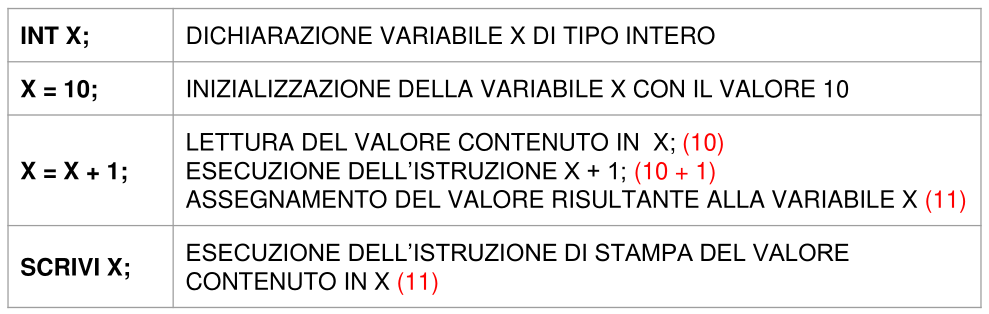 INT X;
DICHIARAZIONE VARIABILE X DI TIPO INTERO
X = 10;
INIZIALIZZAZIONE DELLA VARIABILE X CON IL VALORE 10
X = X + 1;
LETTURA DEL VALORE CONTENUTO IN  X; (10)
ESECUZIONE DELL'ISTRUZIONE X + 1; (10 + 1)
ASSEGNAMENTO DEL VALORE RISULTANTE ALLA VARIABILE X (11)
SCRIVI X;
ESECUZIONE DELL'ISTRUZIONE DI STAMPA DEL VALORE
CONTENUTO IN X (11)